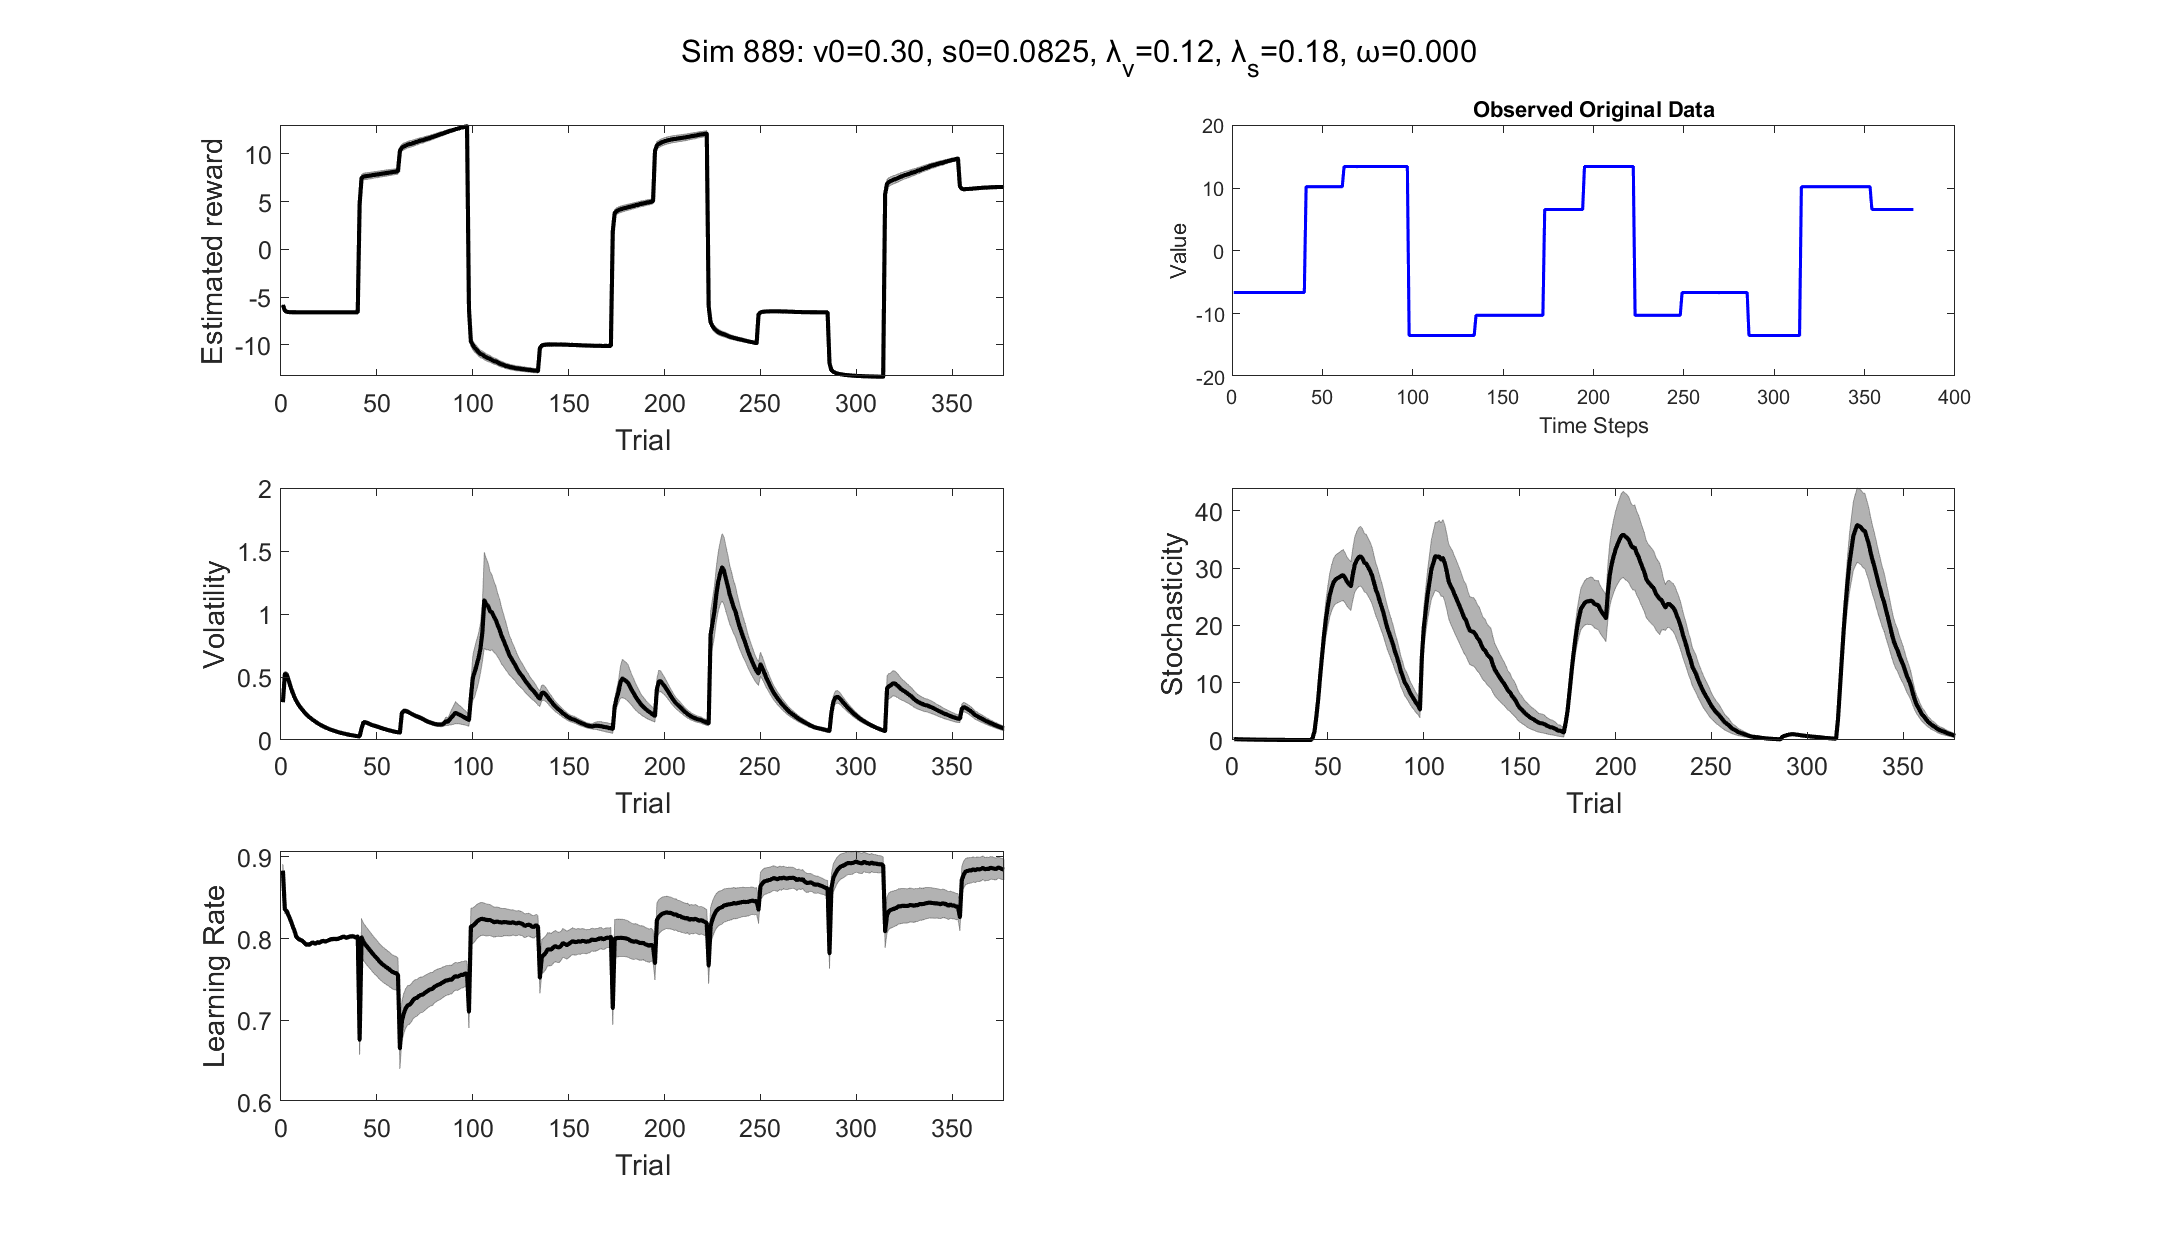 Sim 889: v0=0.30, s0=0.0825, λv=0.12, λs=0.18, ω=0.000
Estimated reward
10
5
0
-5
-10
0 50 100 150 200 250 300 350
Trial
Observed Original Data
Value
20
10
0
-10
-20
0 50 100 150 200 250 300 350 400
Time Steps
Volatility
2
1.5
1
0.5
0
0 50 100 150 200 250 300 350
Trial
Stochasticity
40
30
20
10
0
0 50 100 150 200 250 300 350
Trial
Learning Rate
0.9
0.8
0.7
0.6
0 50 100 150 200 250 300 350
Trial